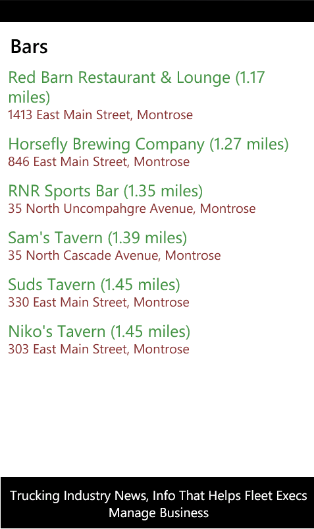 Bars
Red Barn Restaurant & Lounge (1.17
miles)
1413 East Main Street, Montrose
Horsefly Brewing Company (1.27 miles)
846 East Main Street, Montrose
RNR Sports Bar (1.35 miles)
35 North Uncompahgre Avenue, Montrose
Sam's Tavern (1.39 miles)
35 North Cascade Avenue, Montrose
Suds Tavern (1.45 miles)
330 East Main Street, Montrose
Niko's Tavern (1.45 miles)
303 East Main Street, Montrose
Trucking Industry News, Info That Helps Fleet Execs
Manage Business